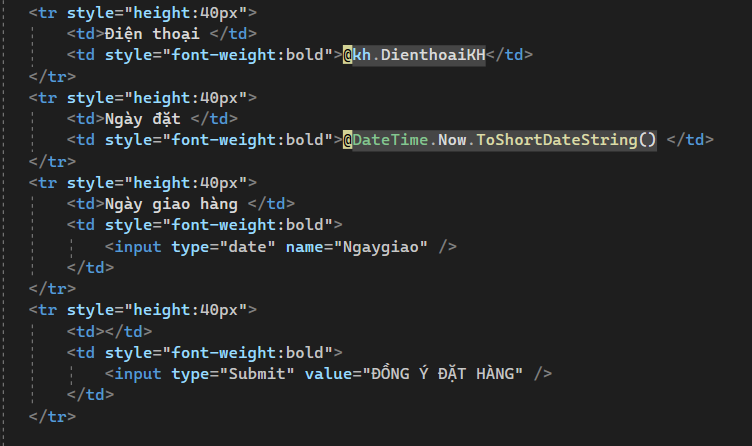 <tr style="height:40px">
<td>Điện thoại </td>
<td style="font-weight:bold">@kh.DienthoaiKH</td>
</tr>
<tr style="height:40px">
<td>Ngày đặt </td>
<td style="font-weight:bold">@DateTime.Now.ToShortDateString() </td>
</tr>
<tr style="height:40px">
<td>Ngày giao hàng </td>
<td style="font-weight:bold">
<input type="date" name="Ngaygiao" />
</td>
</tr>
<tr style="height:40px">
<td></td>
<td style="font-weight:bold">
<input type="Submit" value="ĐỒNG Ý ĐẶT HÀNG" />
</td>
</tr>